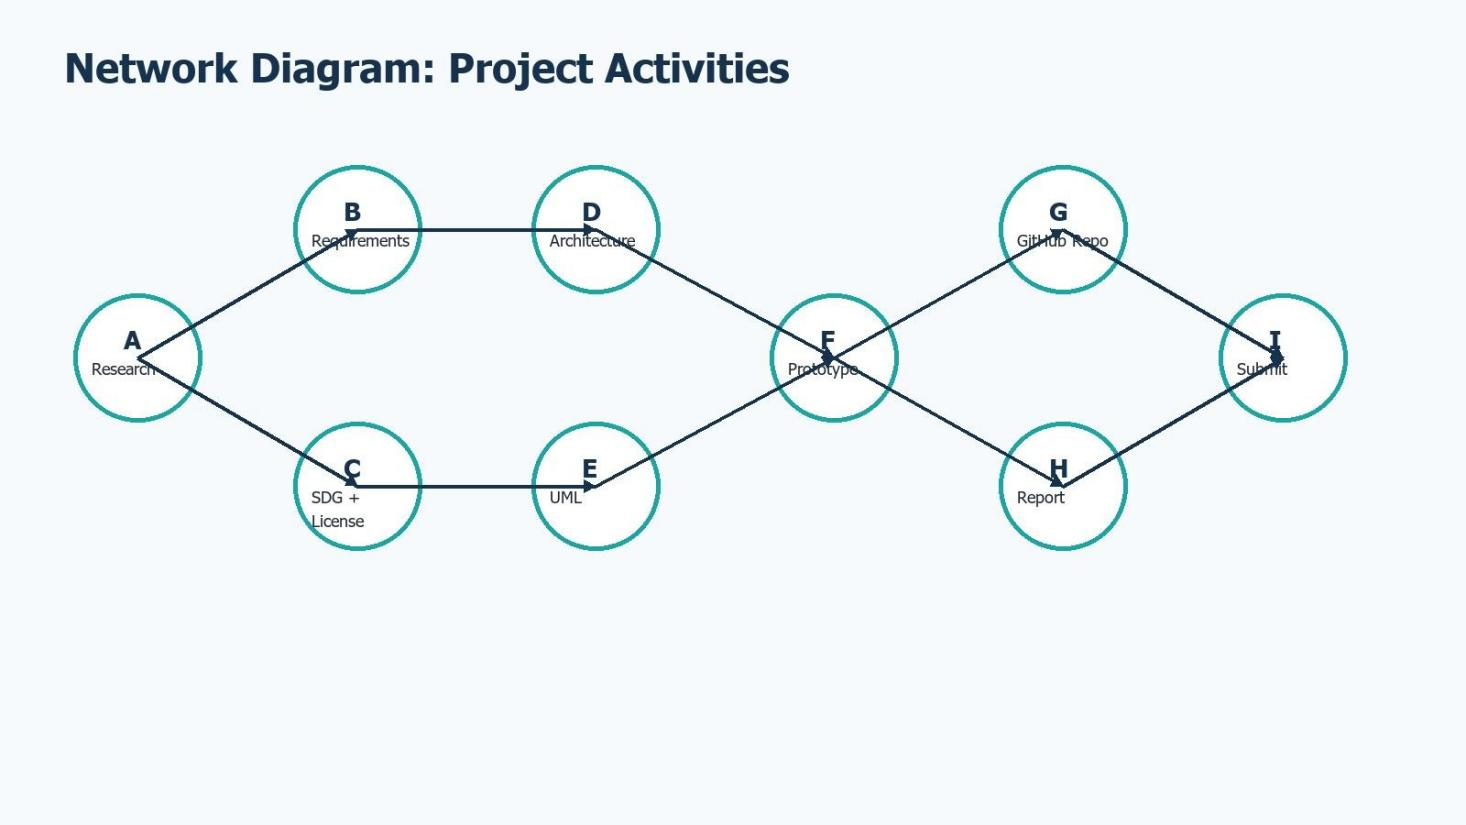 Network Diagram: Project Activities
A
Research
B
Requirements
C
SDG +
License
D
Architecture
E
UML
F
Prototype
G
GitHub Repo
H
Report
I
Submit